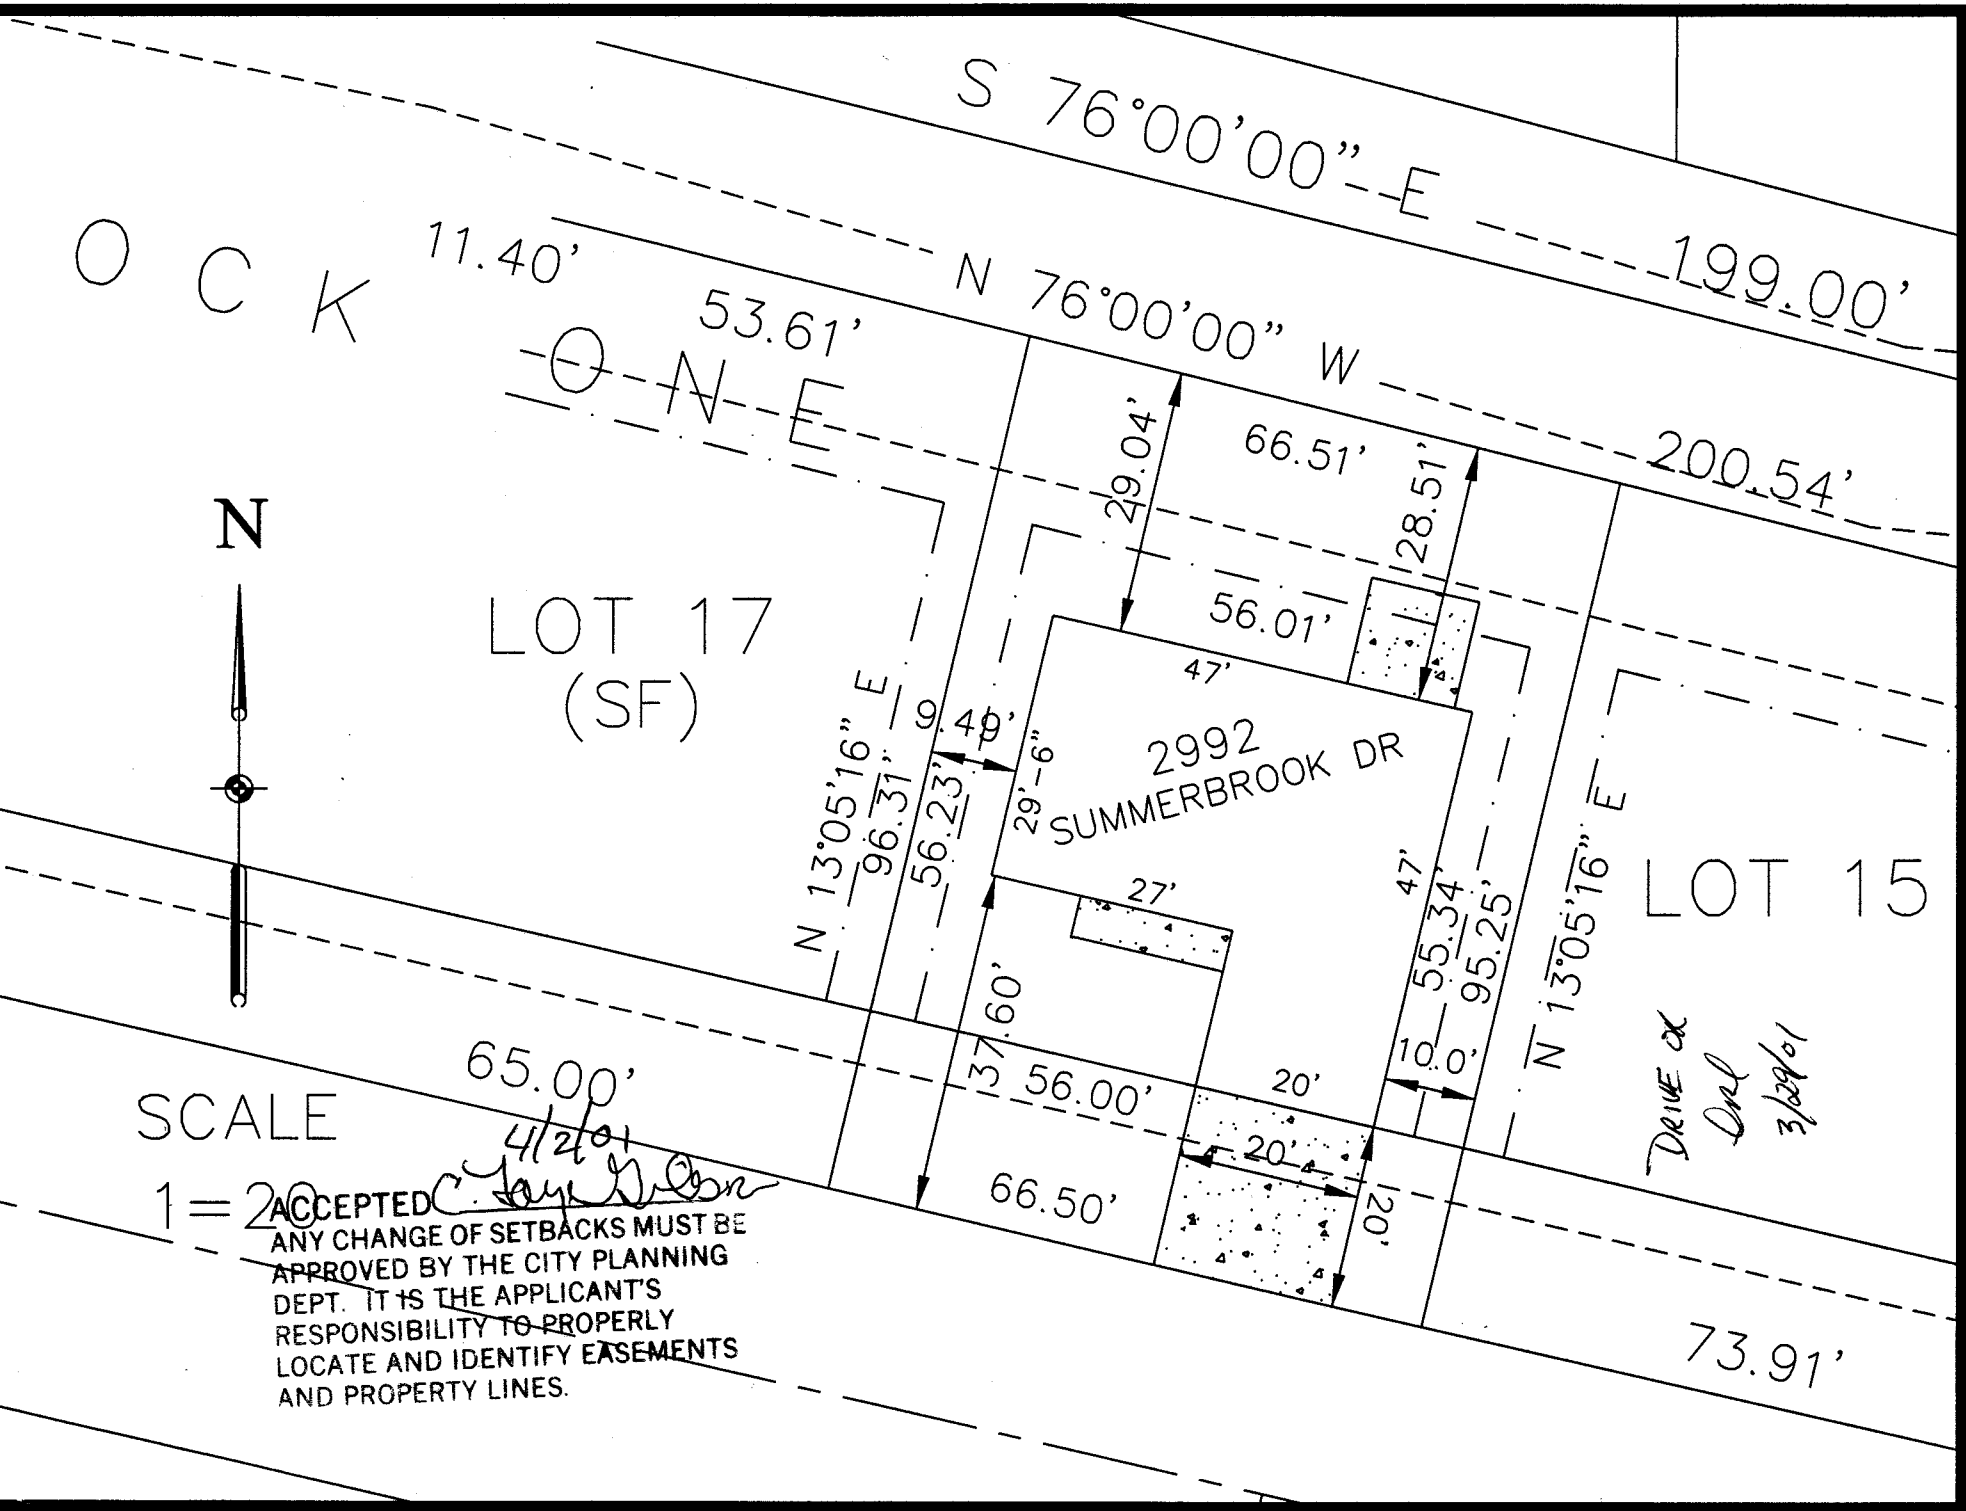 S 76°00'00" E
199.00'
O C K
11.40'
53.61'
O N E
N 76°00'00" W
200.54'
66.51'
29.04'
28.51'
N
LOT 17
(SF)
56.01'
47'
9.49'
2992
SUMMERBROOK DR
29'-6"
N 13°05'16" E
96.31'
56.23'
27'
47'
55.34'
95.25'
N 13°05'16" E
LOT 15
37.60'
10.0'
56.00'
20'
20'
20'
65.00'
66.50'
73.91'
DRIVE OK
3/29/01
SCALE
1=20
4/2/01
ACCEPTED C. Faye
ANY CHANGE OF SETBACKS MUST BE
APPROVED BY THE CITY PLANNING
DEPT. IT IS THE APPLICANT'S
RESPONSIBILITY TO PROPERLY
LOCATE AND IDENTIFY EASEMENTS
AND PROPERTY LINES.